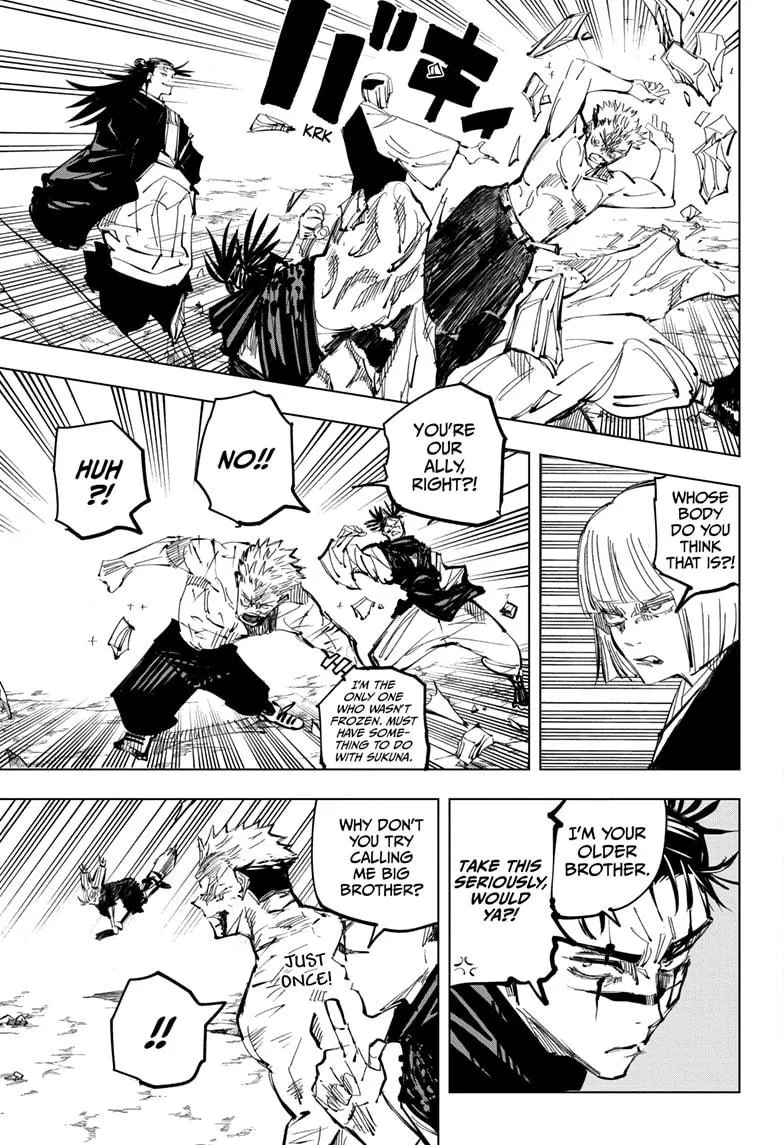 バキィ
KRK
WHOSE
BODY
DO YOU
THINK
THAT IS?!
YOU'RE
OUR
ALLY,
RIGHT?!
NO!!
HUH
?!
I'M THE
ONLY ONE
WHO WASN'T
FROZEN. MUST
HAVE SOME-
THING TO DO
WITH SUKUNA.
I'M YOUR
OLDER
BROTHER.
TAKE THIS
SERIOUSLY,
WOULD
YA?!
WHY DON'T
YOU TRY
CALLING
ME BIG
BROTHER?
JUST
ONCE!
!!